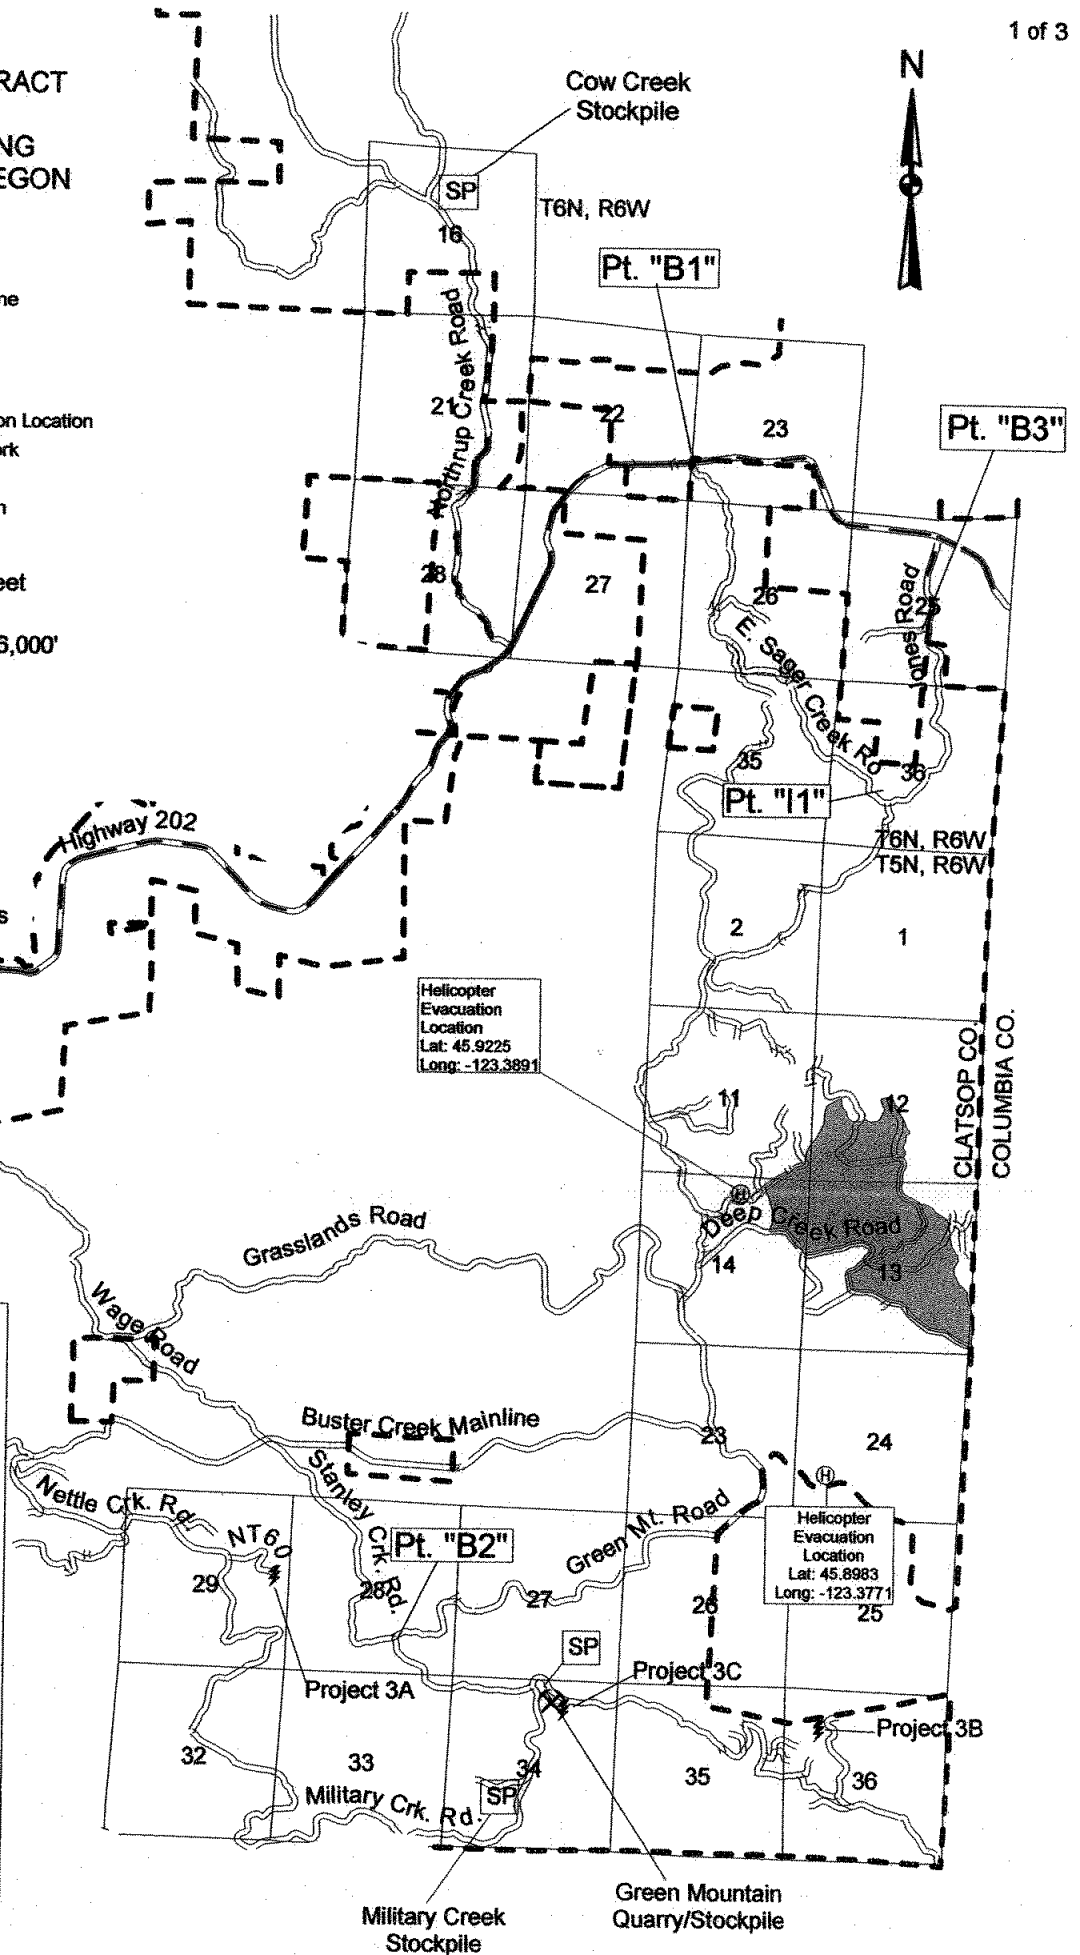 1 of 3
RACT
NG
EGON
ne
on Location
ork
n
eet
6,000'
s
N
Cow Creek
Stockpile
SP
T6N, R6W
16
Pt. "B1"
Northrup Creek Road
21
22
23
Pt. "B3"
28
27
26
25
Jones Road
E. Sager Creek Rd
35
36
Pt. "I1"
T6N, R6W
T5N, R6W
Highway 202
2
1
Helicopter
Evacuation
Location
Lat: 45.9225
Long: -123.3891
CLATSOP CO.
COLUMBIA CO.
11
12
H
Deep Creek Road
14
13
Grasslands Road
Wage Road
Buster Creek Mainline
23
24
H
Stanley Crk. Rd.
Nettle Crk. Rd
NT60
Pt. "B2"
Green Mt. Road
Helicopter
Evacuation
Location
Lat: 45.8983
Long: -123.3771
29
28
27
26
25
SP
Project 3A
Project 3C
Project 3B
32
33
34
35
36
SP
Military Crk. Rd.
Green Mountain
Quarry/Stockpile
Military Creek
Stockpile